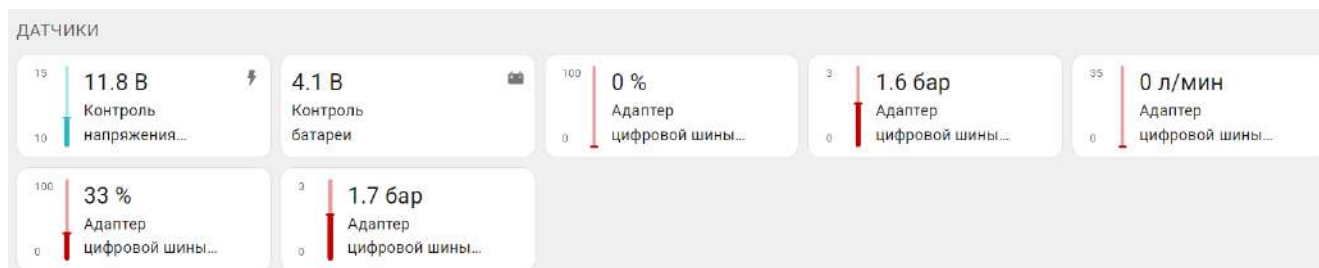 ДАТЧИКИ
15
11.8 В
Контроль
напряжения...
10
4.1 В
Контроль
батареи
100
0 %
Адаптер
цифровой шины...
0
3
1.6 бар
Адаптер
цифровой шины...
0
35
0 л/мин
Адаптер
цифровой шины...
0
100
33 %
Адаптер
цифровой шины...
0
3
1.7 бар
Адаптер
цифровой шины...
0